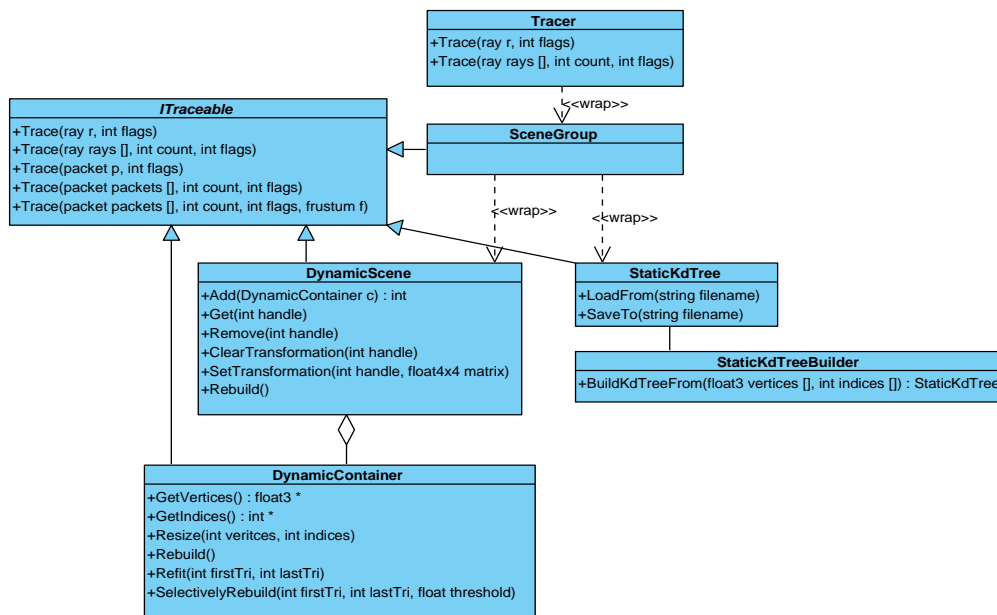 Tracer
+Trace(ray r, int flags)
+Trace(ray rays [], int count, int flags)
<<wrap>>
ITraceable
+Trace(ray r, int flags)
+Trace(ray rays [], int count, int flags)
+Trace(packet p, int flags)
+Trace(packet packets [], int count, int flags)
+Trace(packet packets [], int count, int flags, frustum f)
SceneGroup
<<wrap>>
<<wrap>>
DynamicScene
+Add(DynamicContainer c) : int
+Get(int handle)
+Remove(int handle)
+ClearTransformation(int handle)
+SetTransformation(int handle, float4x4 matrix)
+Rebuild()
StaticKdTree
+LoadFrom(string filename)
+SaveTo(string filename)
StaticKdTreeBuilder
+BuildKdTreeFrom(float3 vertices [], int indices []) : StaticKdTree
DynamicContainer
+GetVertices() : float3 *
+GetIndices() : int *
+Resize(int veritces, int indices)
+Rebuild()
+Refit(int firstTri, int lastTri)
+SelectivelyRebuild(int firstTri, int lastTri, float threshold)